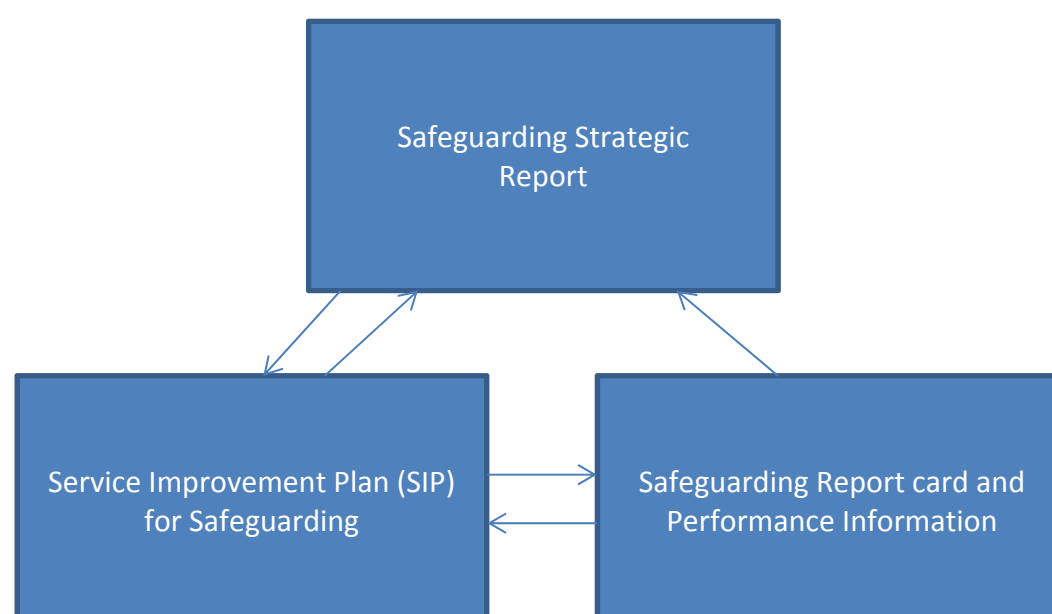 Safeguarding Strategic
Report
Service Improvement Plan (SIP)
for Safeguarding
Safeguarding Report card and
Performance Information